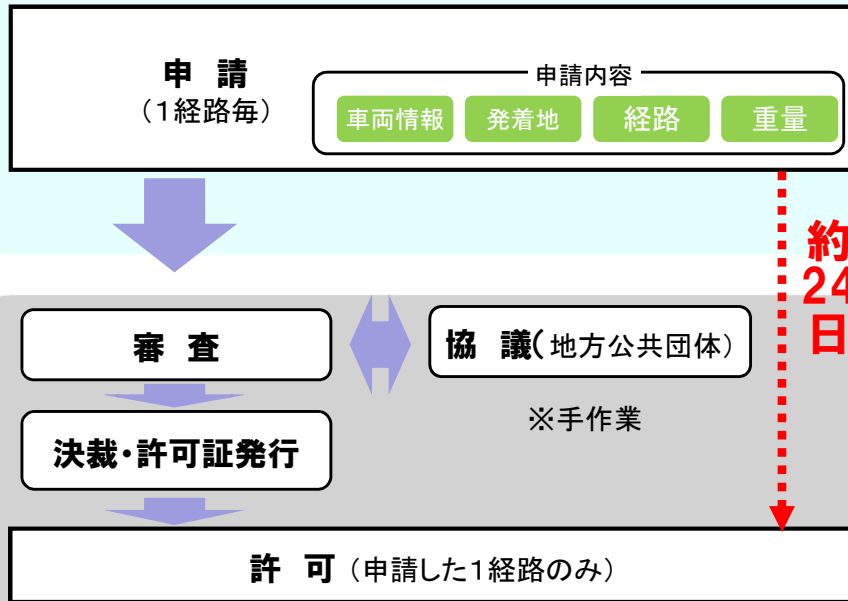 申 請
（１経路毎）
申請内容
車両情報 発着地 経路 重量
約
24
日
審 査
協 議（地方公共団体）
※手作業
決裁・許可証発行
許 可（申請した１経路のみ）